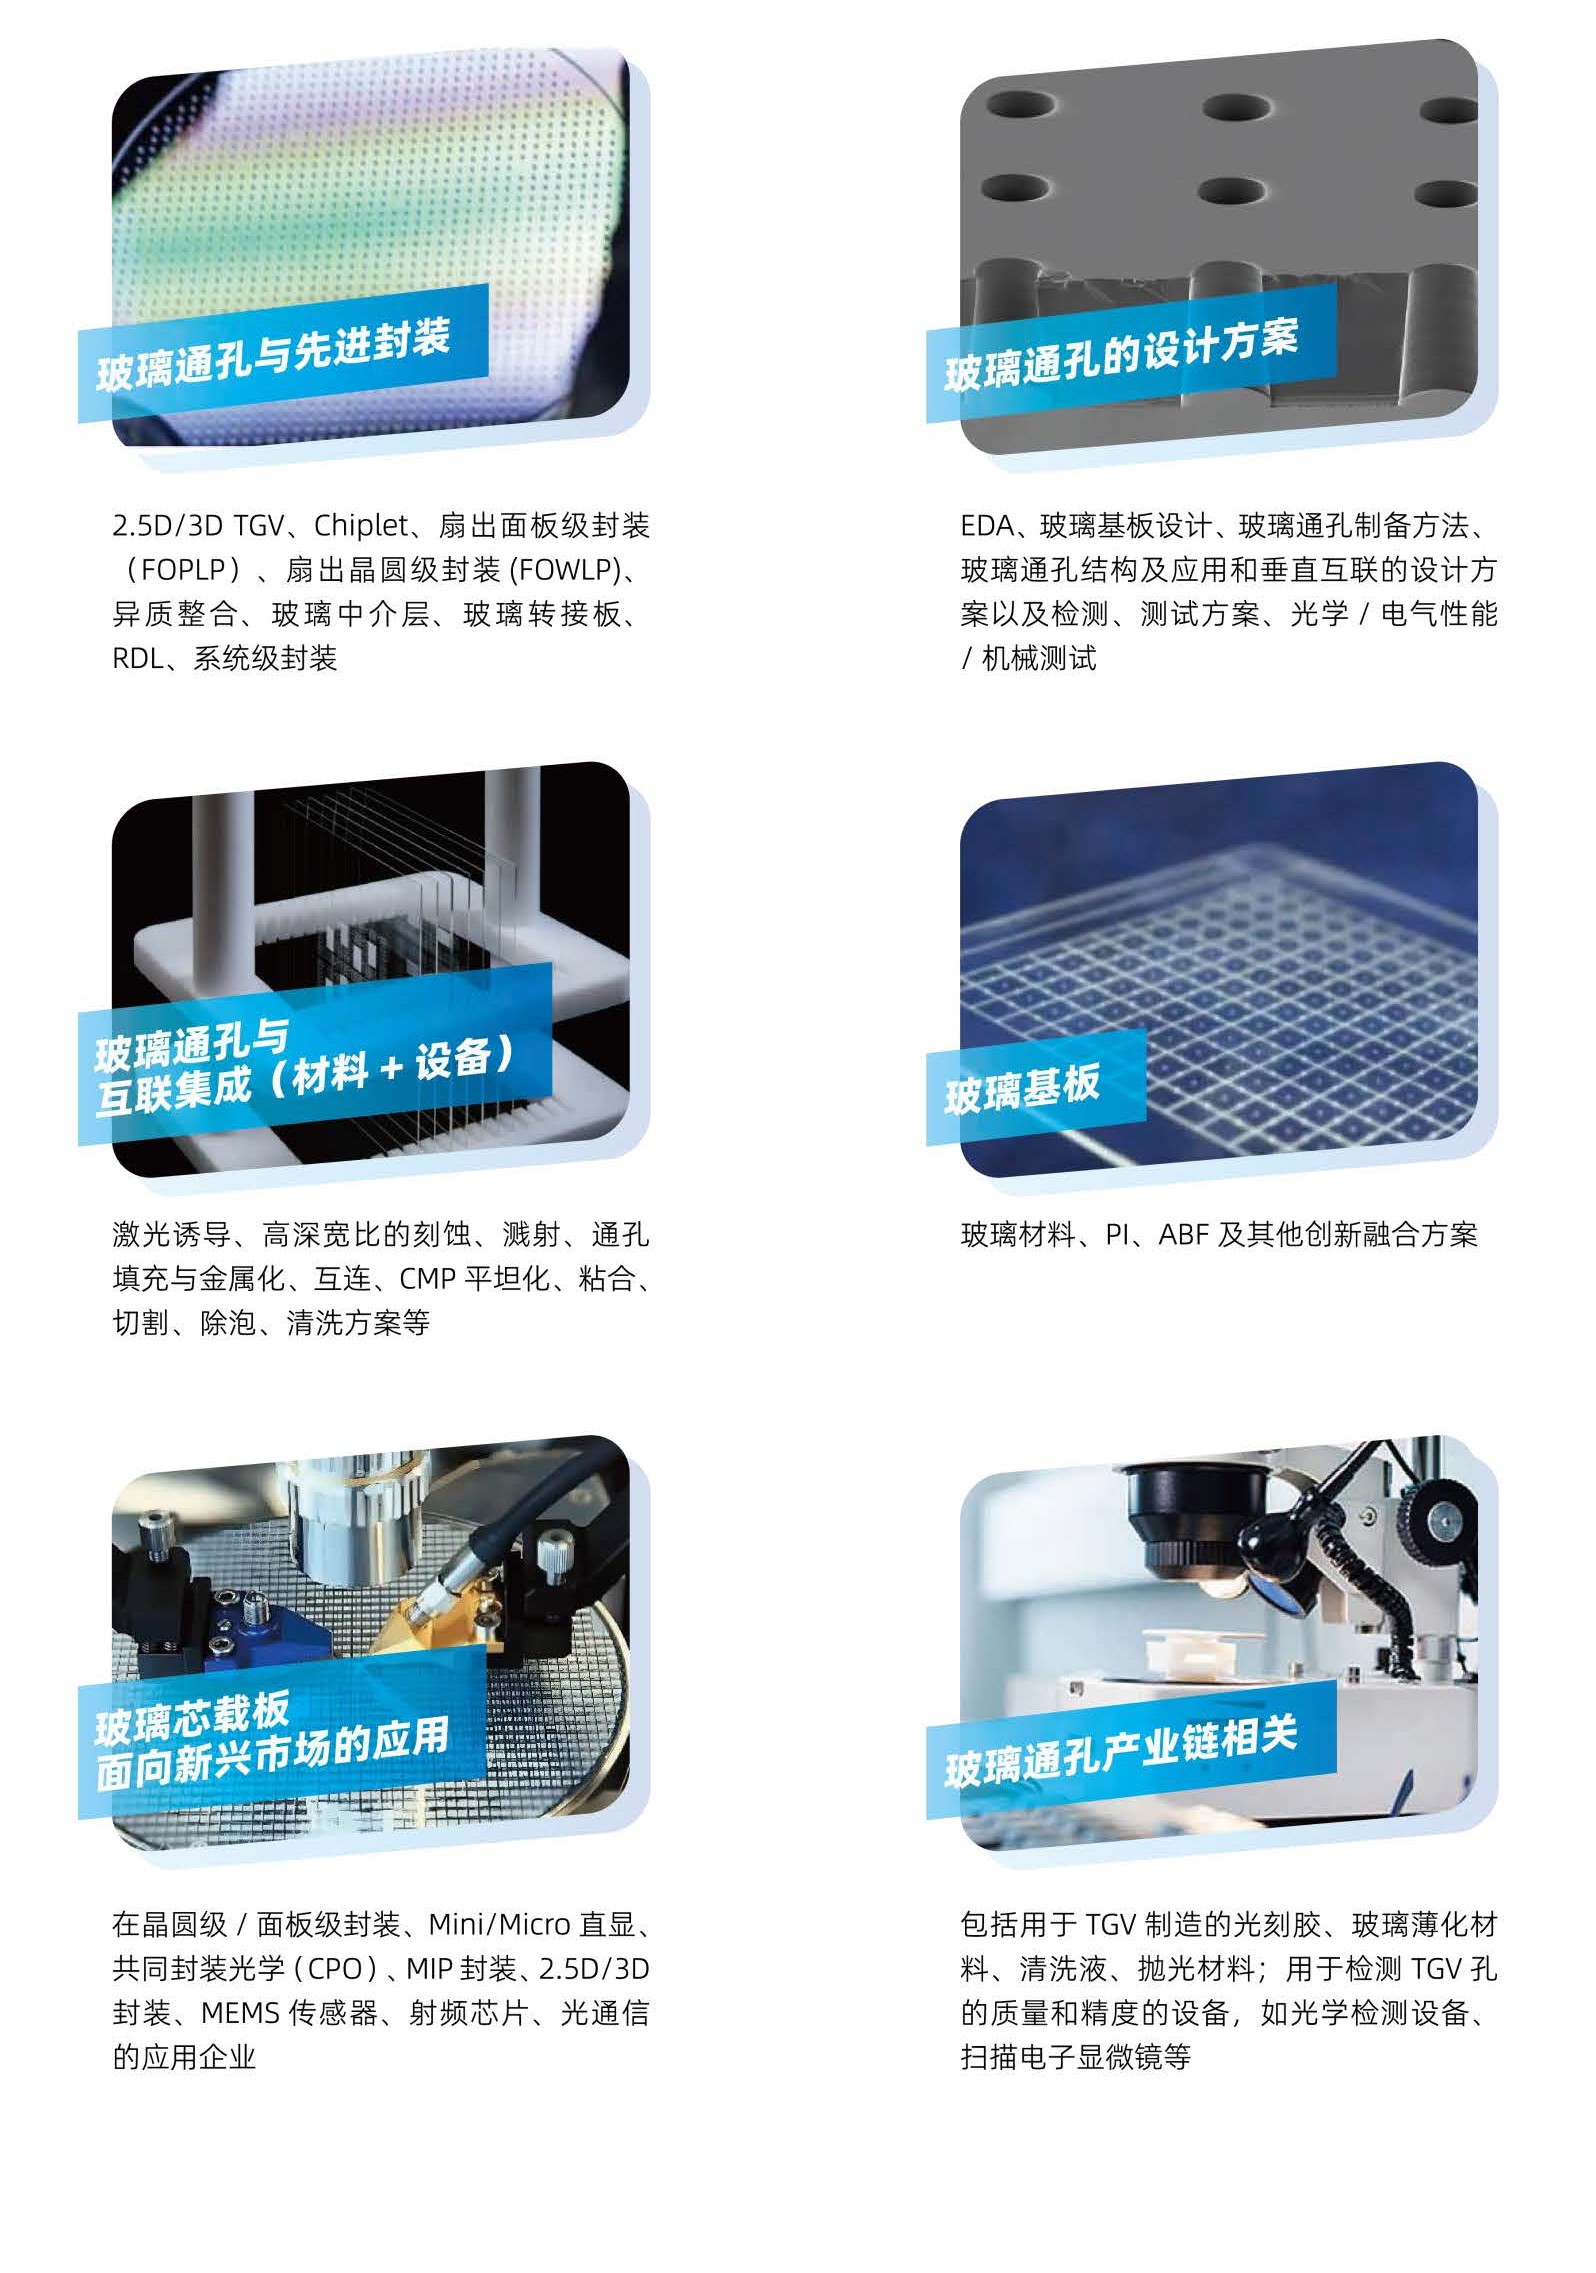 玻璃通孔与先进封装
2.5D/3D TGV、Chiplet、扇出面板级封装
（FOPLP）、扇出晶圆级封装 (FOWLP)、
异质整合、玻璃中介层、玻璃转接板、
RDL、系统级封装
玻璃通孔的设计方案
EDA、玻璃基板设计、玻璃通孔制备方法、
玻璃通孔结构及应用和垂直互联的设计方
案以及检测、测试方案、光学 / 电气性能
/ 机械测试
玻璃通孔与
互联集成（材料 + 设备）
激光诱导、高深宽比的刻蚀、溅射、通孔
填充与金属化、互连、CMP 平坦化、粘合、
切割、除泡、清洗方案等
玻璃基板
玻璃材料、PI、ABF 及其他创新融合方案
玻璃芯载板
面向新兴市场的应用
在晶圆级 / 面板级封装、Mini/Micro 直显、
共同封装光学（CPO）、MIP 封装、2.5D/3D
封装、MEMS 传感器、射频芯片、光通信
的应用企业
玻璃通孔产业链相关
包括用于 TGV 制造的光刻胶、玻璃薄化材
料、清洗液、抛光材料；用于检测 TGV 孔
的质量和精度的设备，如光学检测设备、
扫描电子显微镜等